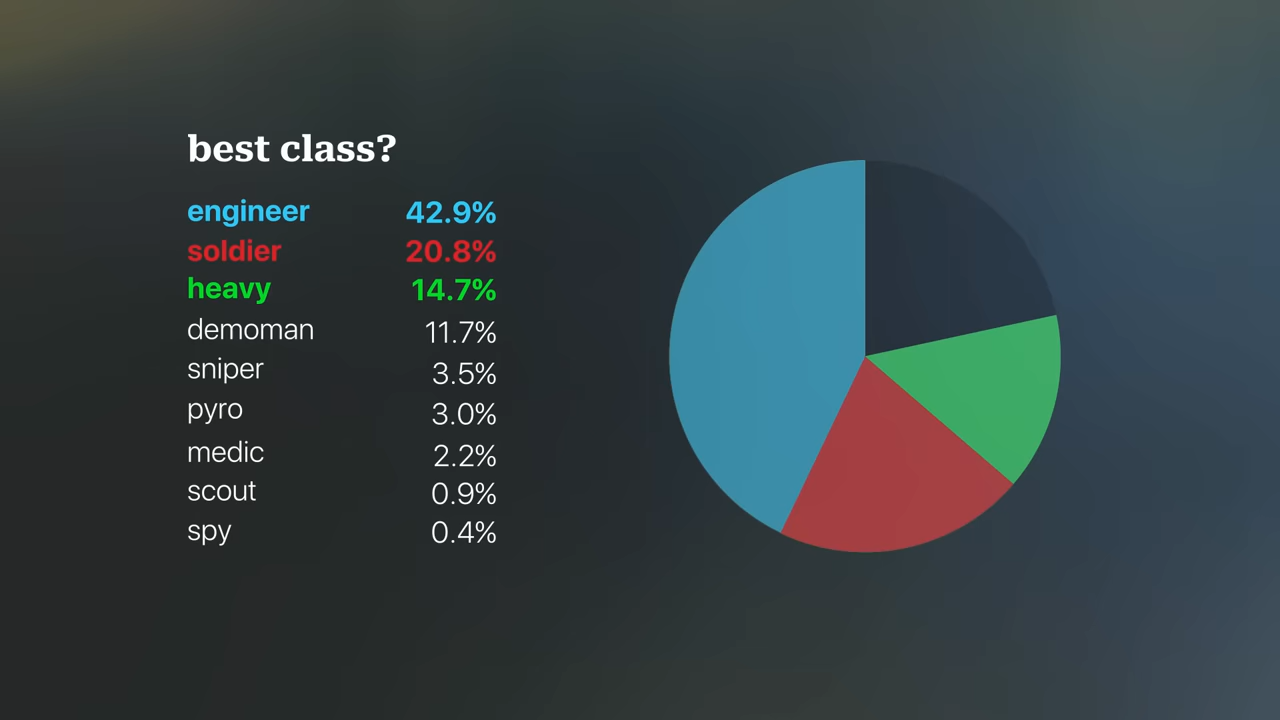 best class?
engineer 42.9%
soldier 20.8%
heavy 14.7%
demoman 11.7%
sniper 3.5%
pyro 3.0%
medic 2.2%
scout 0.9%
spy 0.4%